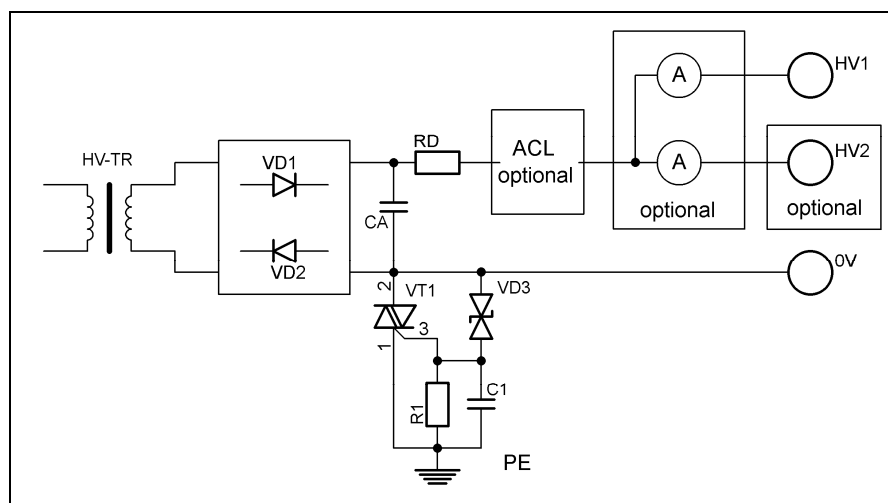 A
HV1
HV-TR
VD1
VD2
CA
RD
ACL
optional
A
optional
HV2
optional
0V
2
VT1
3
1
VD3
R1
C1
PE